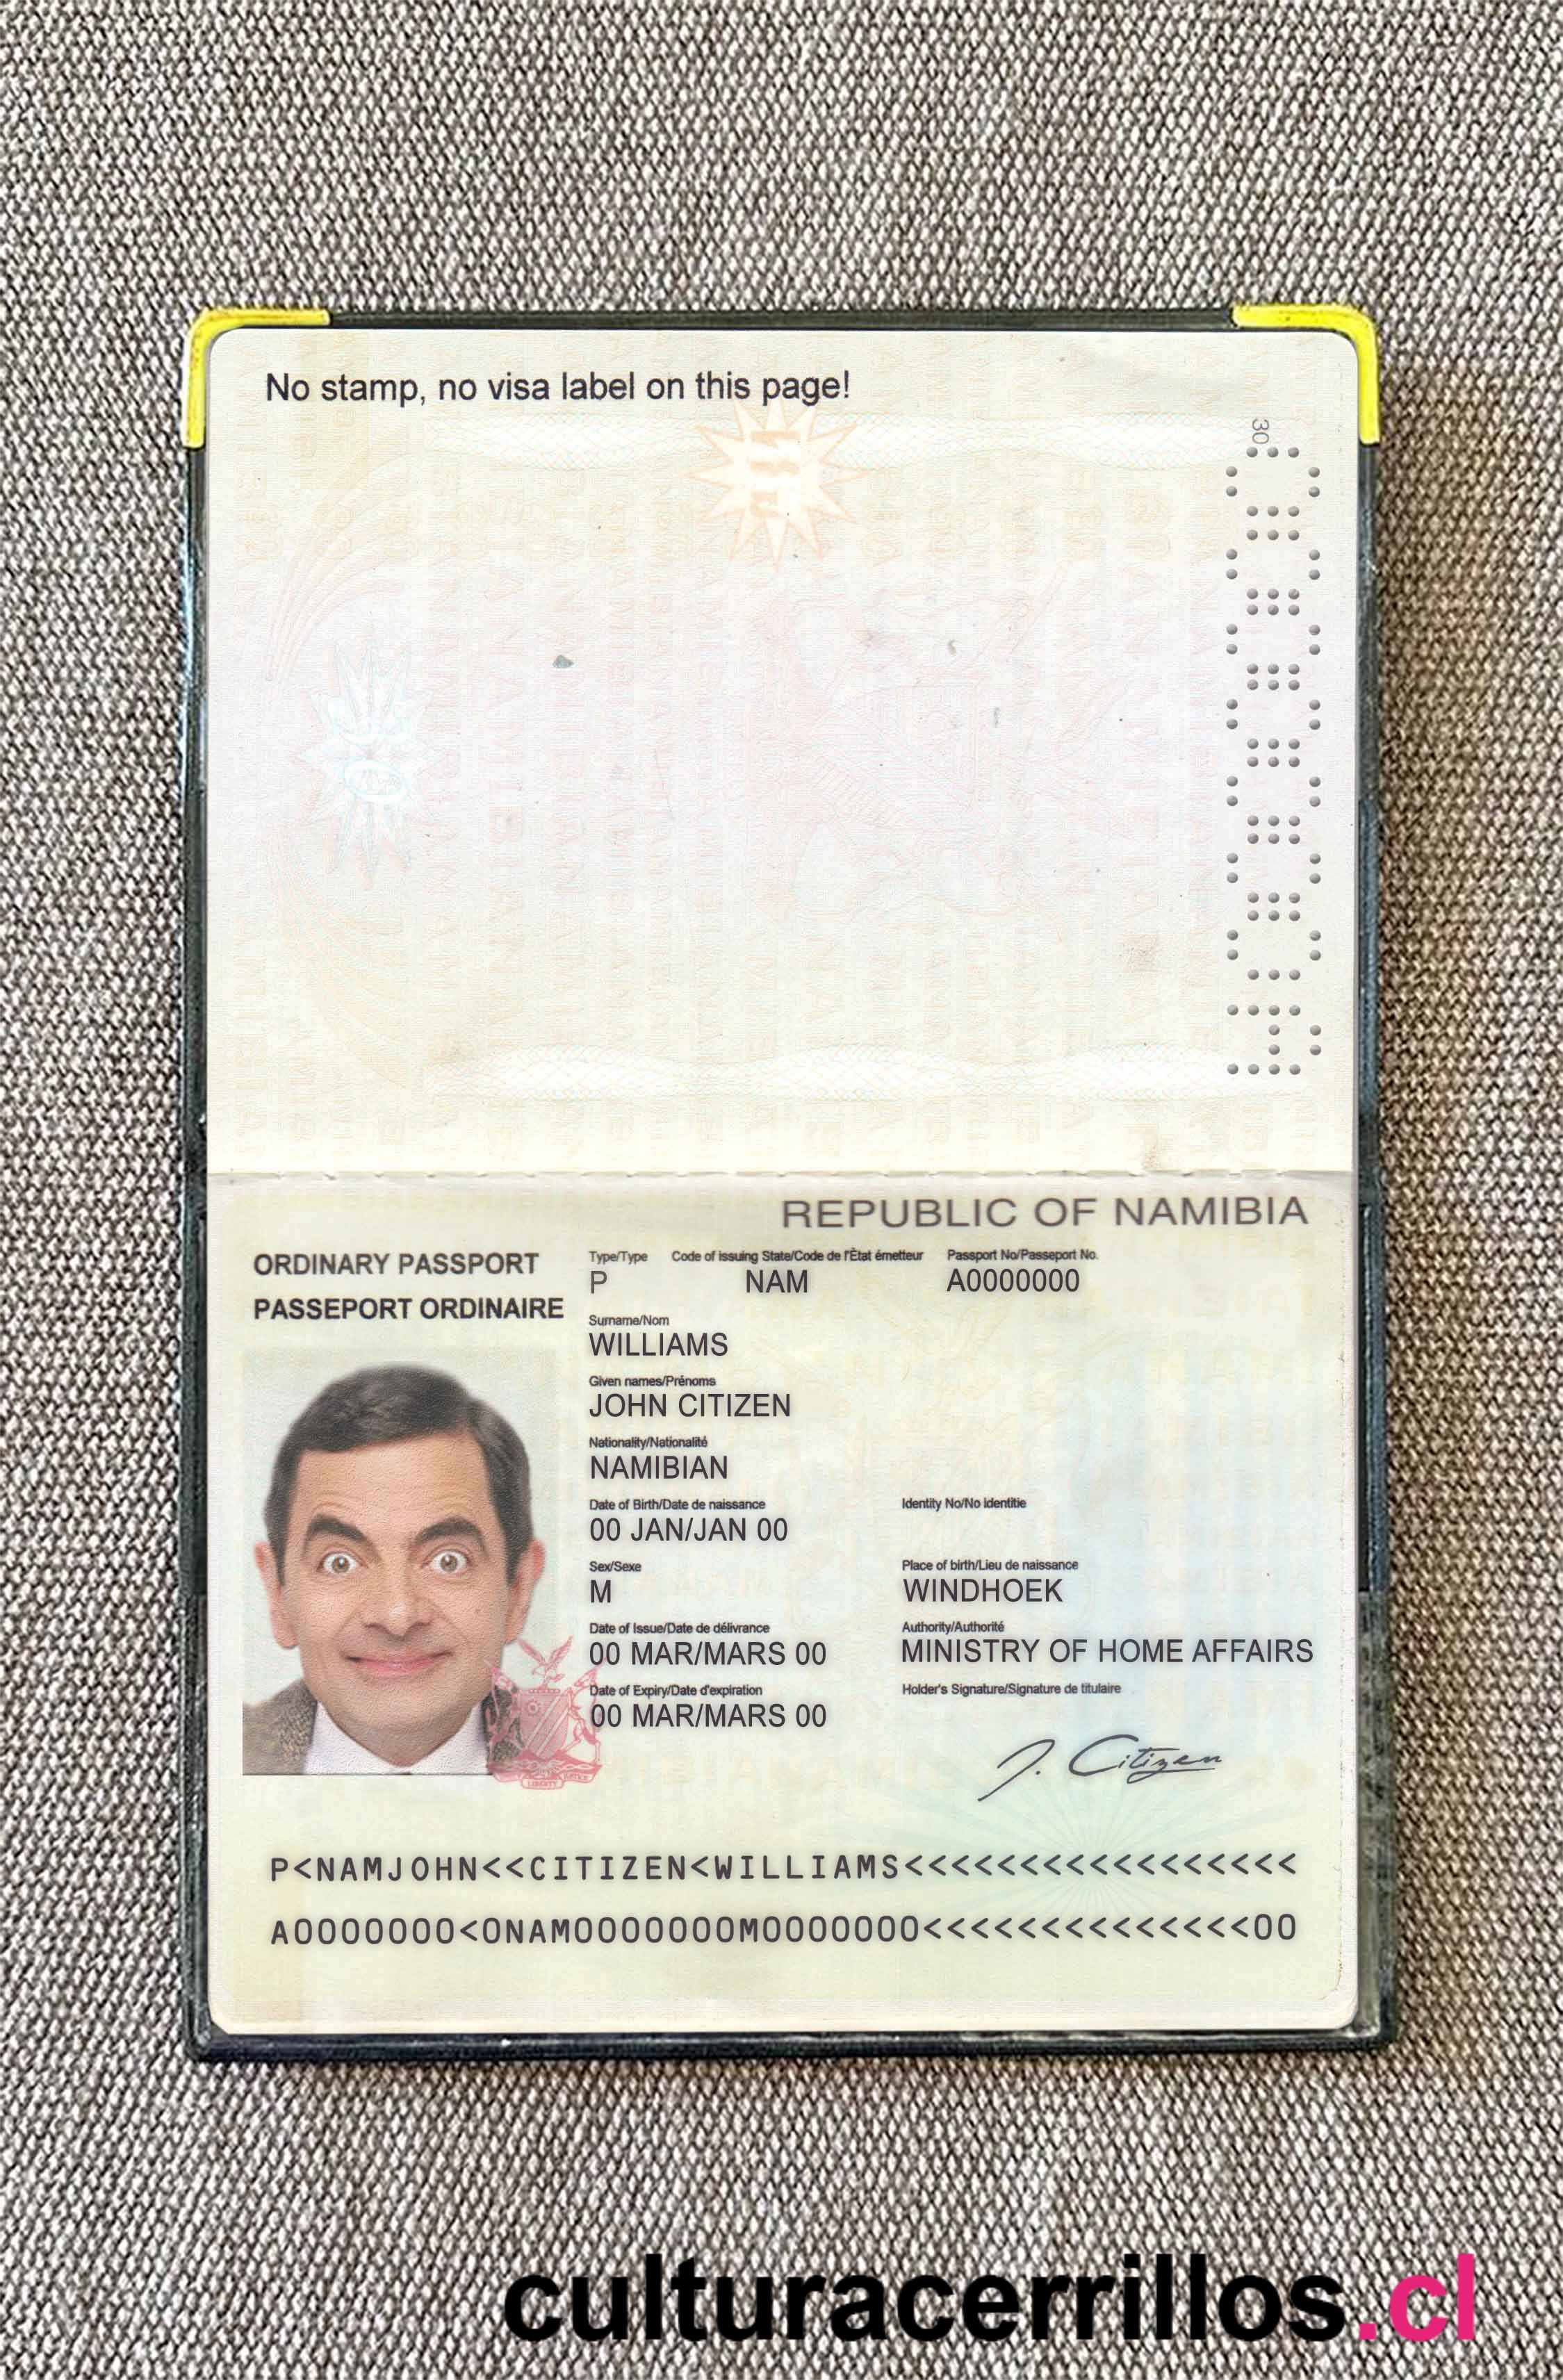 No stamp, no visa label on this page!
30
REPUBLIC OF NAMIBIA
ORDINARY PASSPORT
PASSEPORT ORDINAIRE
Type/Type Code of issuing State/Code de l'État émetteur Passport No/Passeport No.
P NAM A0000000
Surname/Nom
WILLIAMS
Given names/Prénoms
JOHN CITIZEN
Nationality/Nationalité
NAMIBIAN
Date of Birth/Date de naissance Identity No/No identitie
00 JAN/JAN 00
Sex/Sexe Place of birth/Lieu de naissance
M WINDHOEK
Date of Issue/Date de délivrance Authority/Authorité
00 MAR/MARS 00 MINISTRY OF HOME AFFAIRS
Date of Expiry/Date d'expiration Holder's Signature/Signature de titulaire
00 MAR/MARS 00
J. Citizen
P<NAMJOHN<<CITIZEN<WILLIAMS<<<<<<<<<<<<<<<<<
A0000000<0NAM0000000M0000000<<<<<<<<<<<<<<00
culturacerrillos.cl